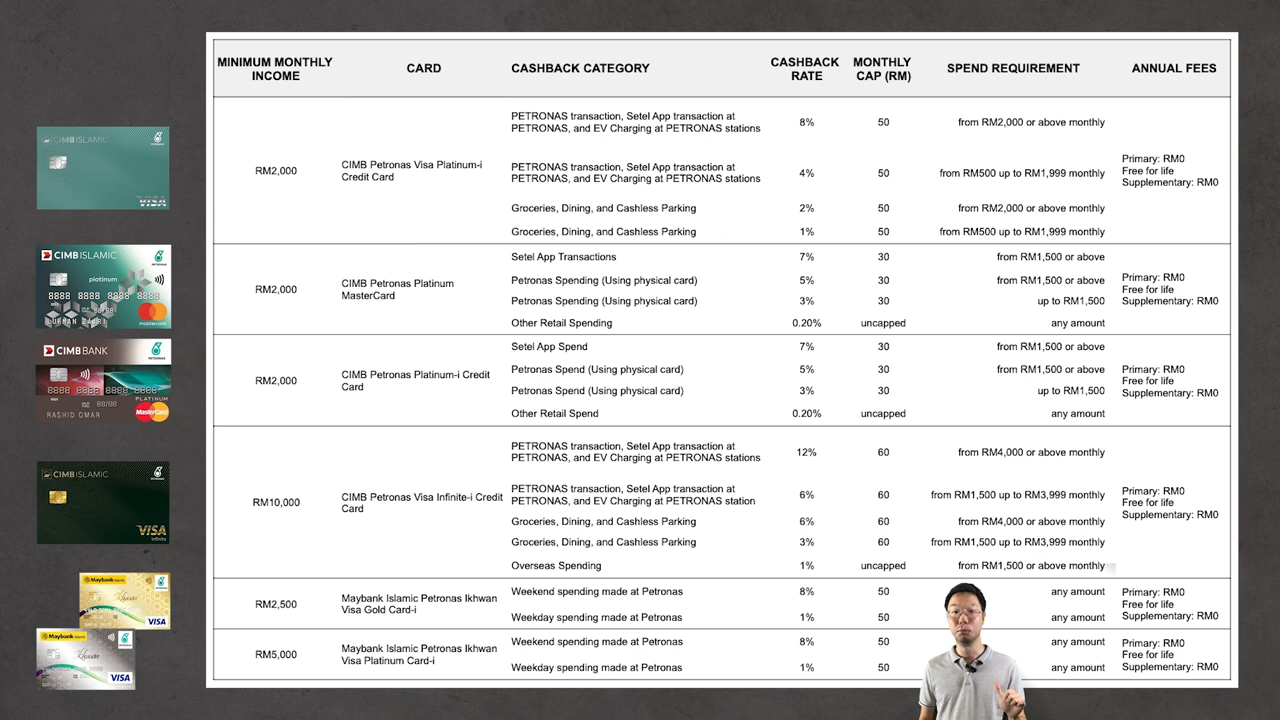 MINIMUM MONTHLY
INCOME
CARD
CASHBACK CATEGORY
CASHBACK
RATE
MONTHLY
CAP (RM)
SPEND REQUIREMENT
ANNUAL FEES
RM2,000
CIMB Petronas Visa Platinum-i
Credit Card
PETRONAS transaction, Setel App transaction at
PETRONAS, and EV Charging at PETRONAS stations
8%
50
from RM2,000 or above monthly
PETRONAS transaction, Setel App transaction at
PETRONAS, and EV Charging at PETRONAS stations
4%
50
from RM500 up to RM1,999 monthly
Groceries, Dining, and Cashless Parking
2%
50
from RM2,000 or above monthly
Groceries, Dining, and Cashless Parking
1%
50
from RM500 up to RM1,999 monthly
Primary: RM0
Free for life
Supplementary: RM0
RM2,000
CIMB Petronas Platinum
MasterCard
Setel App Transactions
7%
30
from RM1,500 or above
Petronas Spending (Using physical card)
5%
30
from RM1,500 or above
Petronas Spending (Using physical card)
3%
30
up to RM1,500
Other Retail Spending
0.20%
uncapped
any amount
Primary: RM0
Free for life
Supplementary: RM0
RM2,000
CIMB Petronas Platinum-i Credit
Card
Setel App Spend
7%
30
from RM1,500 or above
Petronas Spend (Using physical card)
5%
30
from RM1,500 or above
Petronas Spend (Using physical card)
3%
30
up to RM1,500
Other Retail Spend
0.20%
uncapped
any amount
Primary: RM0
Free for life
Supplementary: RM0
RM10,000
CIMB Petronas Visa Infinite-i Credit
Card
PETRONAS transaction, Setel App transaction at
PETRONAS, and EV Charging at PETRONAS stations
12%
60
from RM4,000 or above monthly
PETRONAS transaction, Setel App transaction at
PETRONAS, and EV Charging at PETRONAS station
6%
60
from RM1,500 up to RM3,999 monthly
Groceries, Dining, and Cashless Parking
6%
60
from RM4,000 or above monthly
Groceries, Dining, and Cashless Parking
3%
60
from RM1,500 up to RM3,999 monthly
Overseas Spending
1%
uncapped
from RM1,500 or above monthly
Primary: RM0
Free for life
Supplementary: RM0
RM2,500
Maybank Islamic Petronas Ikhwan
Visa Gold Card-i
Weekend spending made at Petronas
8%
50
any amount
Weekday spending made at Petronas
1%
50
any amount
Primary: RM0
Free for life
Supplementary: RM0
RM5,000
Maybank Islamic Petronas Ikhwan
Visa Platinum Card-i
Weekend spending made at Petronas
8%
50
any amount
Weekday spending made at Petronas
1%
50
any amount
Primary: RM0
Free for life
Supplementary: RM0
CIMB ISLAMIC
VISA
CIMB ISLAMIC
PETRONAS
platinum
8888 8888 8888 8888
mastercard
CIMB BANK
PETRONAS
8888 8888 8888 8888
88/88
PLATINUM
RASHID OMAR
MasterCard
CIMB ISLAMIC
VISA
Infinite
Maybank Islamic
Ikhwan
VISA
Maybank Islamic
Ikhwan
VISA